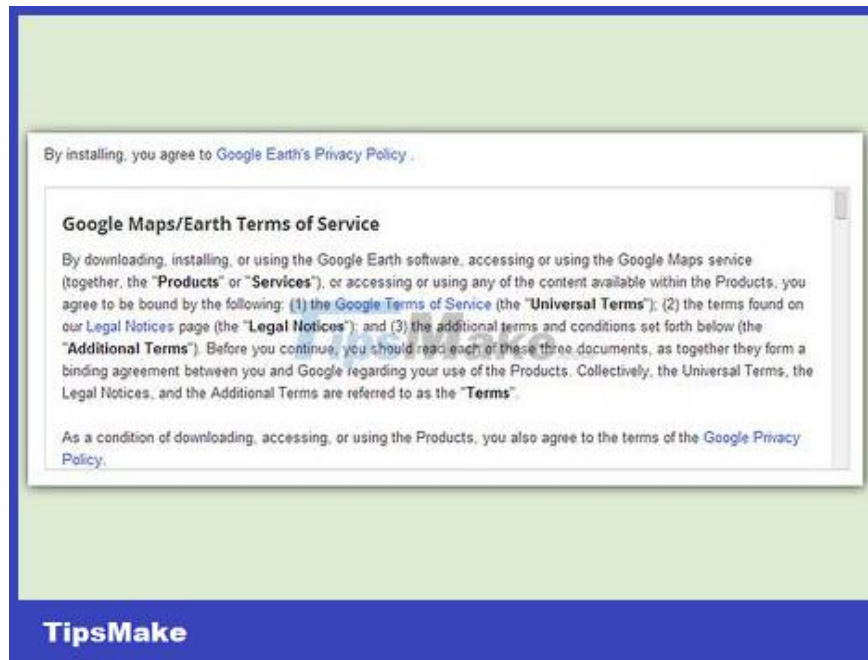 By installing, you agree to Google Earth's Privacy Policy .
Google Maps/Earth Terms of Service
By downloading, installing, or using the Google Earth software, accessing or using the Google Maps service
(together, the "Products" or "Services"), or accessing or using any of the content available within the Products, you
agree to be bound by the following: (1) the Google Terms of Service (the "Universal Terms"); (2) the terms found on
our Legal Notices page (the "Legal Notices"); and (3) the additional terms and conditions set forth below (the
"Additional Terms"). Before you continue, you should read each of these three documents, as together they form a
binding agreement between you and Google regarding your use of the Products. Collectively, the Universal Terms, the
Legal Notices, and the Additional Terms are referred to as the "Terms".
As a condition of downloading, accessing, or using the Products, you also agree to the terms of the Google Privacy
Policy.
TipsMake
TipsMake